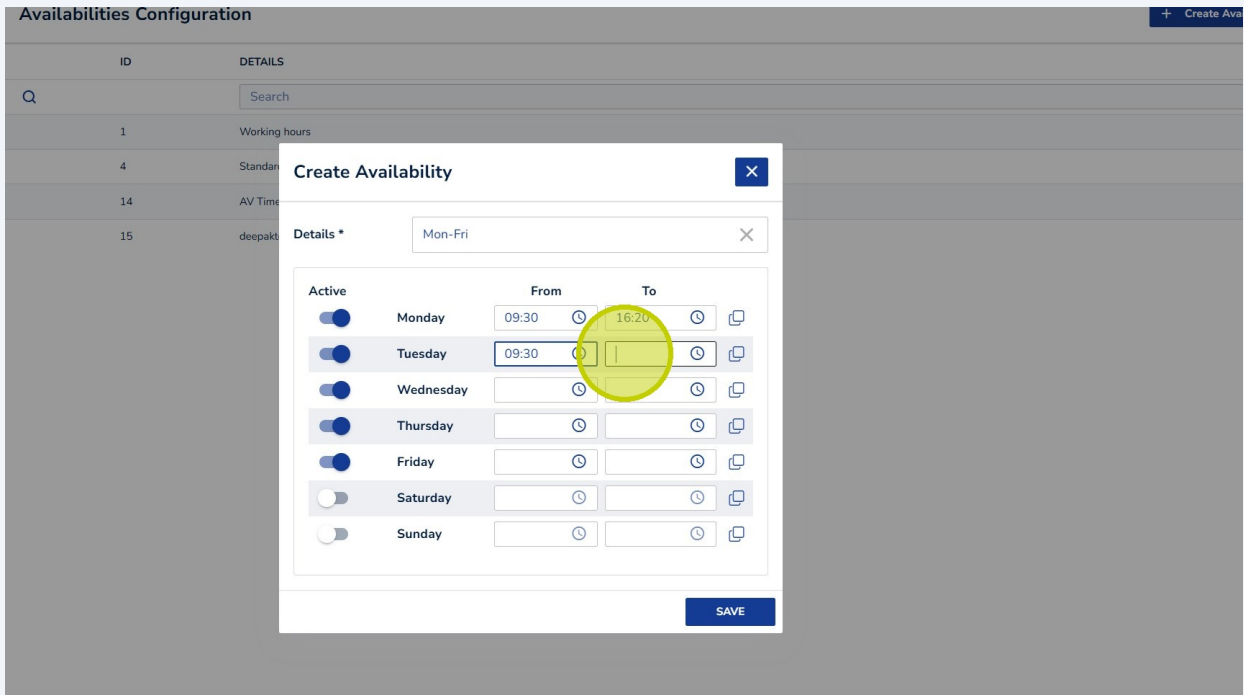 Availabilities Configuration
+ Create Avai
ID DETAILS
Search
1 Working hours
4 Standar
14 AV Time
15 deepakt
Create Availability
Details * Mon-Fri
Active From To
Monday 09:30 16:20
Tuesday 09:30
Wednesday
Thursday
Friday
Saturday
Sunday
SAVE